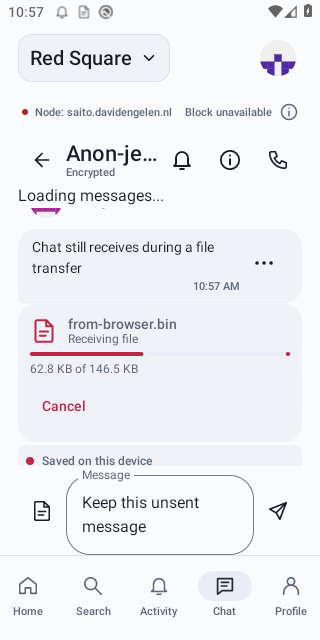 10:57
Red Square
Node: saito.davidengelen.nl Block unavailable
Anon-je...
Encrypted
Loading messages...
Chat still receives during a file
transfer
10:57 AM
from-browser.bin
Receiving file
62.8 KB of 146.5 KB
Cancel
Saved on this device
Message
Keep this unsent
message
Home Search Activity Chat Profile